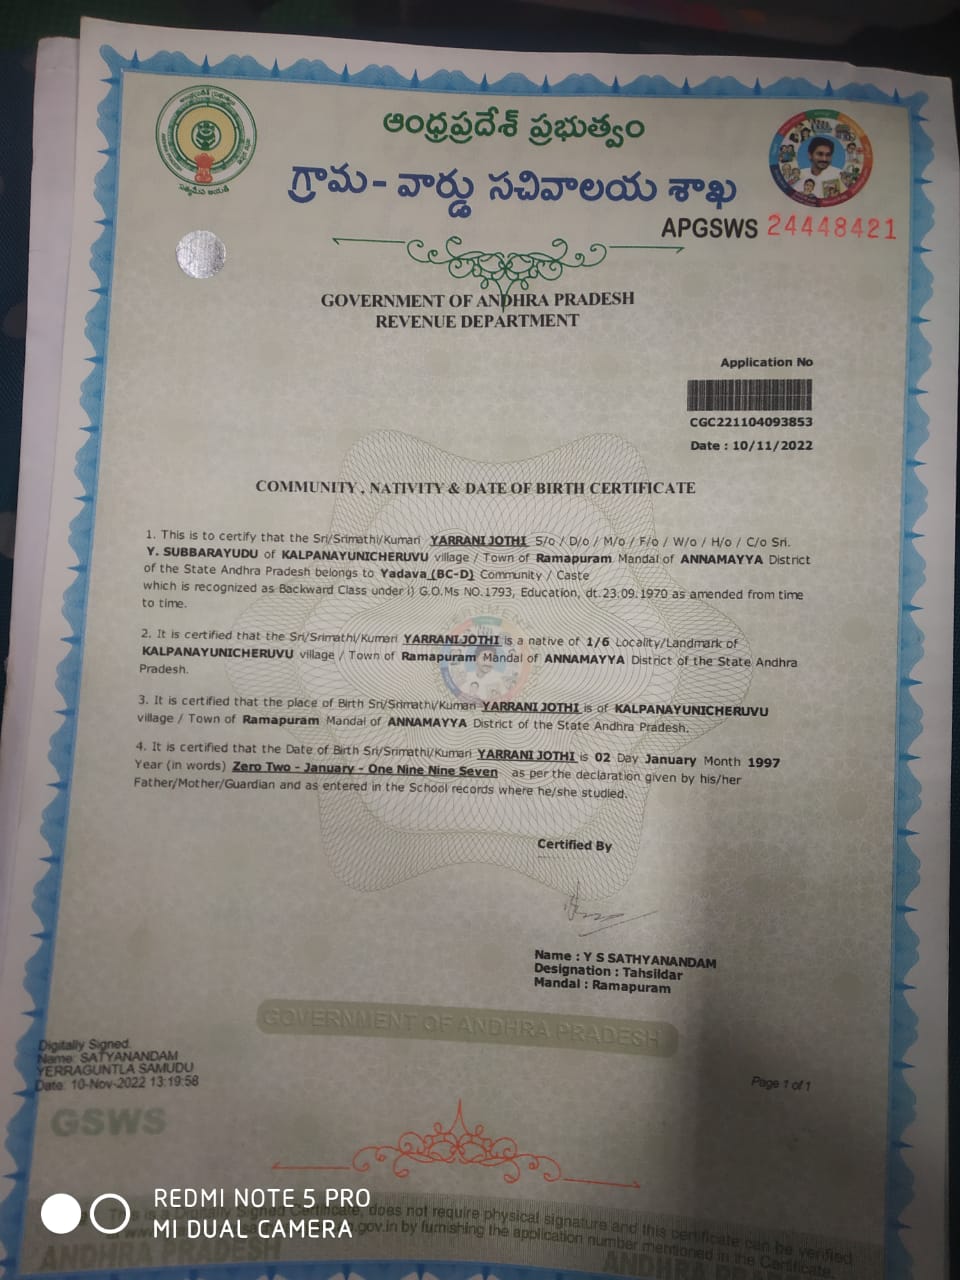 ఆంధ్రప్రదేశ్ ప్రభుత్వం
గ్రామ - వార్డు సచివాలయ శాఖ
సత్యమేవ జయతే
APGSWS 24448421
GOVERNMENT OF ANDHRA PRADESH
REVENUE DEPARTMENT
Application No
CGC221104093853
Date : 10/11/2022
COMMUNITY , NATIVITY & DATE OF BIRTH CERTIFICATE
1. This is to certify that the Sri/Srimathi/Kumari YARRANI JOTHI S/o / D/o / M/o / F/o / W/o / H/o / C/o Sri.
Y. SUBBARAYUDU of KALPANAYUNICHERUVU village / Town of Ramapuram Mandal of ANNAMAYYA District
of the State Andhra Pradesh belongs to Yadava (BC-D) Community / Caste
which is recognized as Backward Class under i) G.O.Ms NO.1793, Education, dt.23.09.1970 as amended from time
to time.
2. It is certified that the Sri/Srimathi/Kumari YARRANI JOTHI is a native of 1/6 Locality/Landmark of
KALPANAYUNICHERUVU village / Town of Ramapuram Mandal of ANNAMAYYA District of the State Andhra
Pradesh.
3. It is certified that the place of Birth Sri/Srimathi/Kumari YARRANI JOTHI is of KALPANAYUNICHERUVU
village / Town of Ramapuram Mandal of ANNAMAYYA District of the State Andhra Pradesh.
4. It is certified that the Date of Birth Sri/Srimathi/Kumari YARRANI JOTHI is 02 Day January Month 1997
Year (in words) Zero Two - January - One Nine Nine Seven as per the declaration given by his/her
Father/Mother/Guardian and as entered in the School records where he/she studied.
Certified By
Name : Y S SATHYANANDAM
Designation : Tahsildar
Mandal : Ramapuram
GOVERNMENT OF ANDHRA PRADESH
Digitally Signed.
Name: SATYANANDAM
YERRAGUNTLA SAMUDU
Date: 10-Nov-2022 13:19:58
Page 1 of 1
GSWS
This is a Digitally Signed Certificate, does not require physical signature and this certificate can be verified
.gov.in by furnishing the application number mentioned in the Certificate.
ANDHRA PRADESH
ANDHRA PRADESH
REDMI NOTE 5 PRO
MI DUAL CAMERA